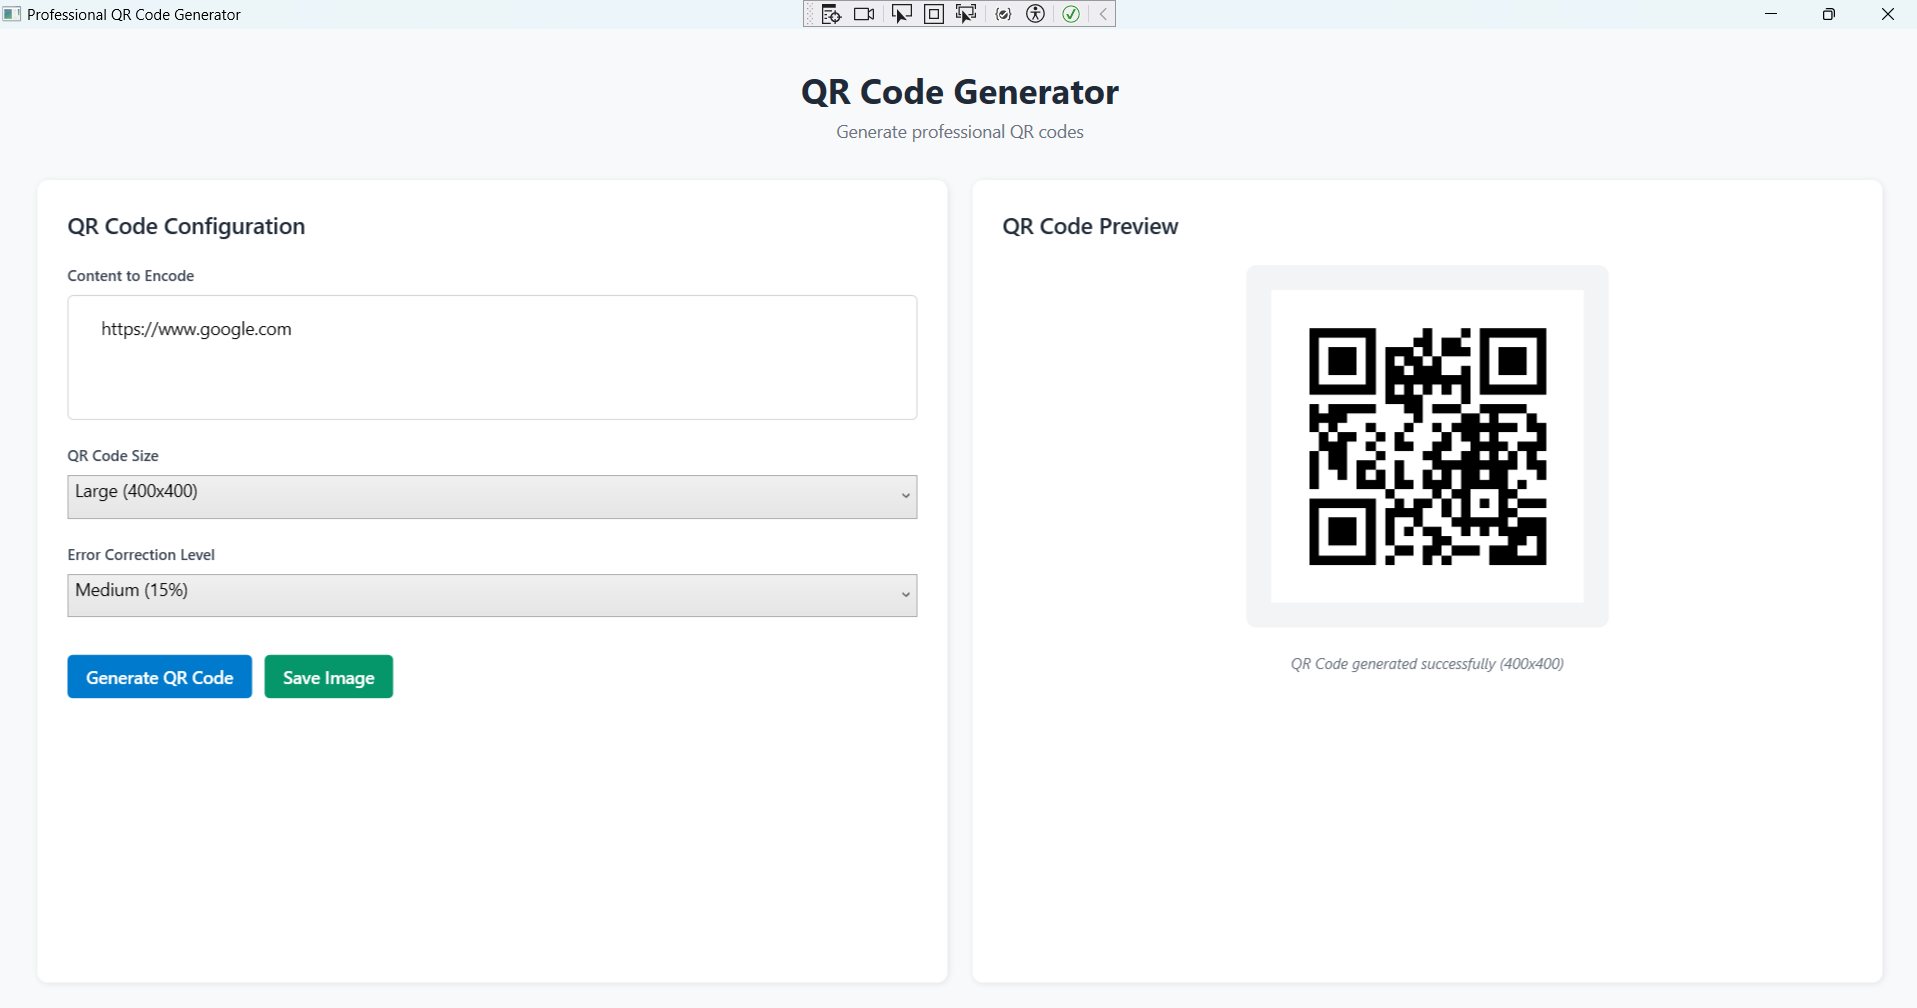 Professional QR Code Generator
QR Code Generator
Generate professional QR codes
QR Code Configuration
Content to Encode
https://www.google.com
QR Code Size
Large (400x400)
Error Correction Level
Medium (15%)
Generate QR Code
Save Image
QR Code Preview
QR Code generated successfully (400x400)